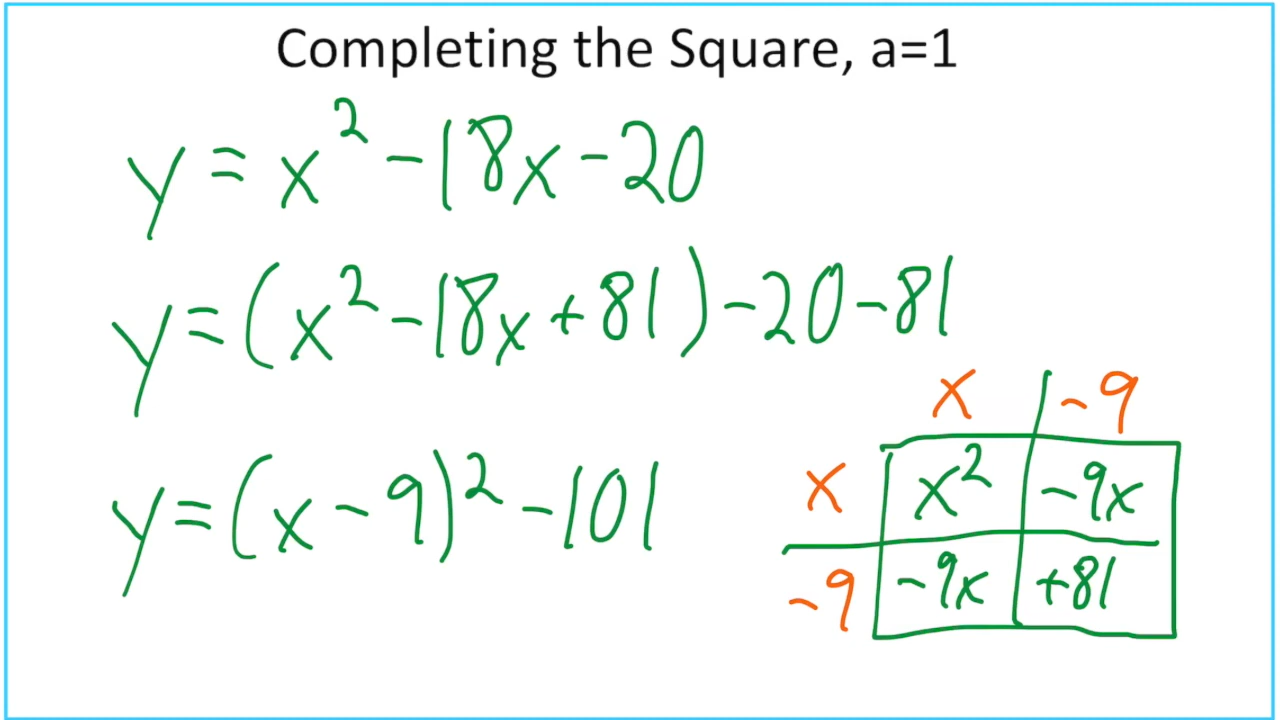 Completing the Square, a=1
y = x² - 18x - 20
y = (x² - 18x + 81) - 20 - 81
x -9
y = (x - 9)² - 101
x x² -9x
-9 -9x +81